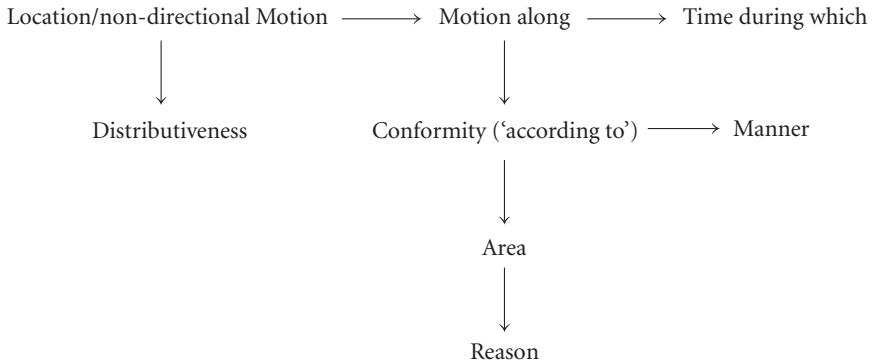 Location/non-directional Motion Motion along Time during which
Distributiveness Conformity (‘according to’) Manner
Area
Reason